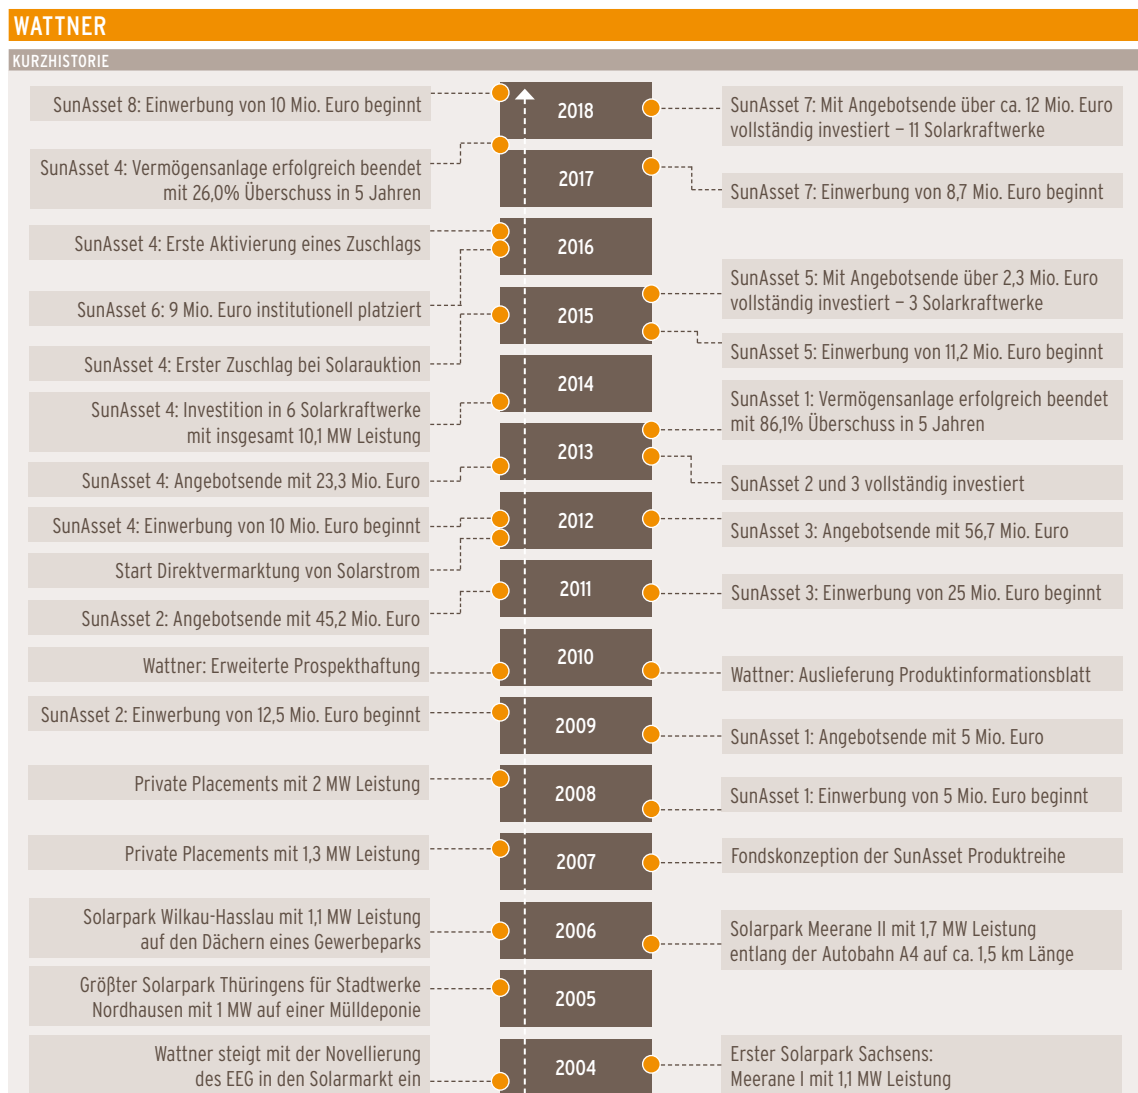 WATTNER
KURZHISTORIE
SunAsset 8: Einwerbung von 10 Mio. Euro beginnt
2018
SunAsset 7: Mit Angebotsende über ca. 12 Mio. Euro
vollständig investiert – 11 Solarkraftwerke
SunAsset 4: Vermögensanlage erfolgreich beendet
mit 26,0% Überschuss in 5 Jahren
2017
SunAsset 7: Einwerbung von 8,7 Mio. Euro beginnt
SunAsset 4: Erste Aktivierung eines Zuschlags
2016
SunAsset 6: 9 Mio. Euro institutionell platziert
SunAsset 5: Mit Angebotsende über 2,3 Mio. Euro
vollständig investiert – 3 Solarkraftwerke
2015
SunAsset 4: Erster Zuschlag bei Solarauktion
SunAsset 5: Einwerbung von 11,2 Mio. Euro beginnt
2014
SunAsset 4: Investition in 6 Solarkraftwerke
mit insgesamt 10,1 MW Leistung
SunAsset 1: Vermögensanlage erfolgreich beendet
mit 86,1% Überschuss in 5 Jahren
2013
SunAsset 4: Angebotsende mit 23,3 Mio. Euro
SunAsset 2 und 3 vollständig investiert
SunAsset 4: Einwerbung von 10 Mio. Euro beginnt
2012
SunAsset 3: Angebotsende mit 56,7 Mio. Euro
Start Direktvermarktung von Solarstrom
2011
SunAsset 3: Einwerbung von 25 Mio. Euro beginnt
SunAsset 2: Angebotsende mit 45,2 Mio. Euro
Wattner: Erweiterte Prospekthaftung
2010
Wattner: Auslieferung Produktinformationsblatt
SunAsset 2: Einwerbung von 12,5 Mio. Euro beginnt
2009
SunAsset 1: Angebotsende mit 5 Mio. Euro
Private Placements mit 2 MW Leistung
2008
SunAsset 1: Einwerbung von 5 Mio. Euro beginnt
Private Placements mit 1,3 MW Leistung
2007
Fondskonzeption der SunAsset Produktreihe
Solarpark Wilkau-Hasslau mit 1,1 MW Leistung
auf den Dächern eines Gewerbeparks
2006
Solarpark Meerane II mit 1,7 MW Leistung
entlang der Autobahn A4 auf ca. 1,5 km Länge
Größter Solarpark Thüringens für Stadtwerke
Nordhausen mit 1 MW auf einer Mülldeponie
2005
Wattner steigt mit der Novellierung
des EEG in den Solarmarkt ein
2004
Erster Solarpark Sachsens:
Meerane I mit 1,1 MW Leistung